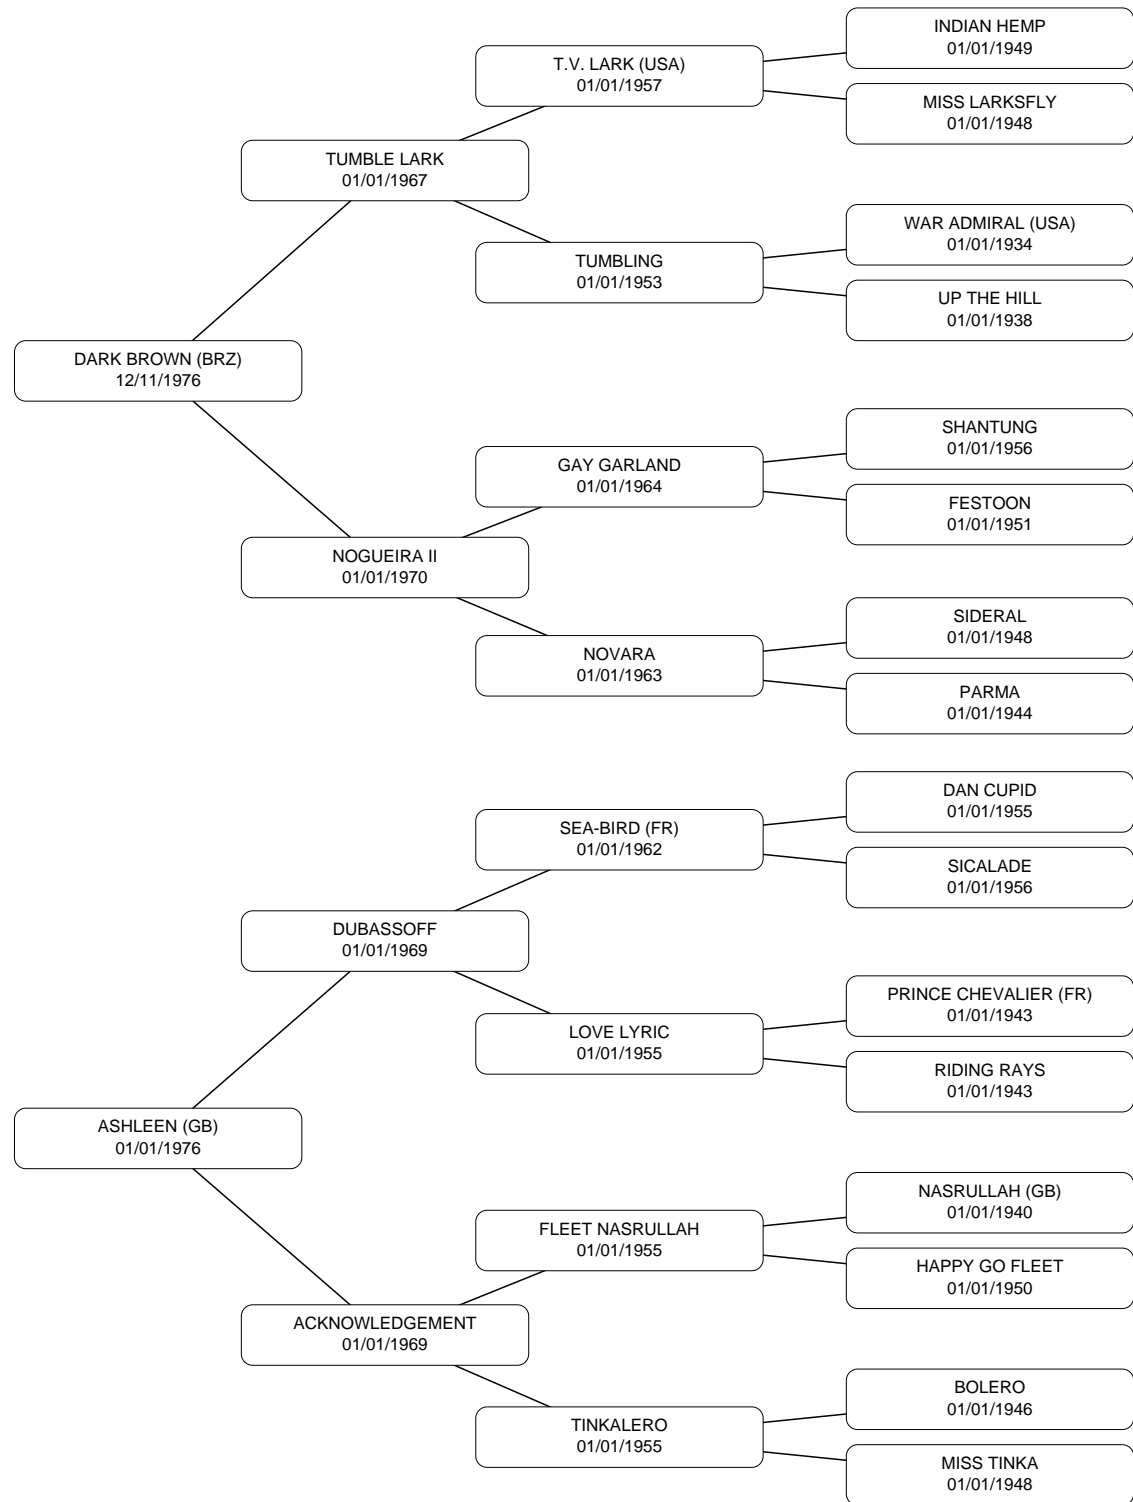 INDIAN HEMP
01/01/1949
T.V. LARK (USA)
01/01/1957
MISS LARKSFLY
01/01/1948
TUMBLE LARK
01/01/1967
WAR ADMIRAL (USA)
01/01/1934
TUMBLING
01/01/1953
UP THE HILL
01/01/1938
DARK BROWN (BRZ)
12/11/1976
SHANTUNG
01/01/1956
GAY GARLAND
01/01/1964
FESTOON
01/01/1951
NOGUEIRA II
01/01/1970
SIDERAL
01/01/1948
NOVARA
01/01/1963
PARMA
01/01/1944
DAN CUPID
01/01/1955
SEA-BIRD (FR)
01/01/1962
SICALADE
01/01/1956
DUBASSOFF
01/01/1969
PRINCE CHEVALIER (FR)
01/01/1943
LOVE LYRIC
01/01/1955
RIDING RAYS
01/01/1943
ASHLEEN (GB)
01/01/1976
NASRULLAH (GB)
01/01/1940
FLEET NASRULLAH
01/01/1955
HAPPY GO FLEET
01/01/1950
ACKNOWLEDGEMENT
01/01/1969
BOLERO
01/01/1946
TINKALERO
01/01/1955
MISS TINKA
01/01/1948